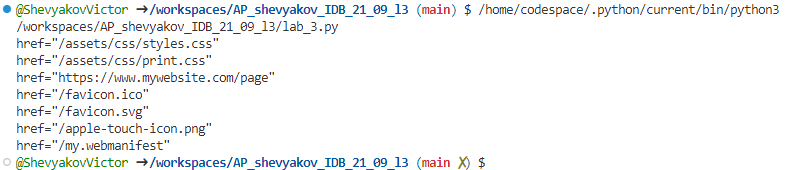 @ShevyakovVictor ➜/workspaces/AP_shevyakov_IDB_21_09_l3 (main) $ /home/codespace/.python/current/bin/python3
/workspaces/AP_shevyakov_IDB_21_09_l3/lab_3.py
href="/assets/css/styles.css"
href="/assets/css/print.css"
href="https://www.mywebsite.com/page"
href="/favicon.ico"
href="/favicon.svg"
href="/apple-touch-icon.png"
href="/my.webmanifest"
@ShevyakovVictor ➜/workspaces/AP_shevyakov_IDB_21_09_l3 (main ✗) $